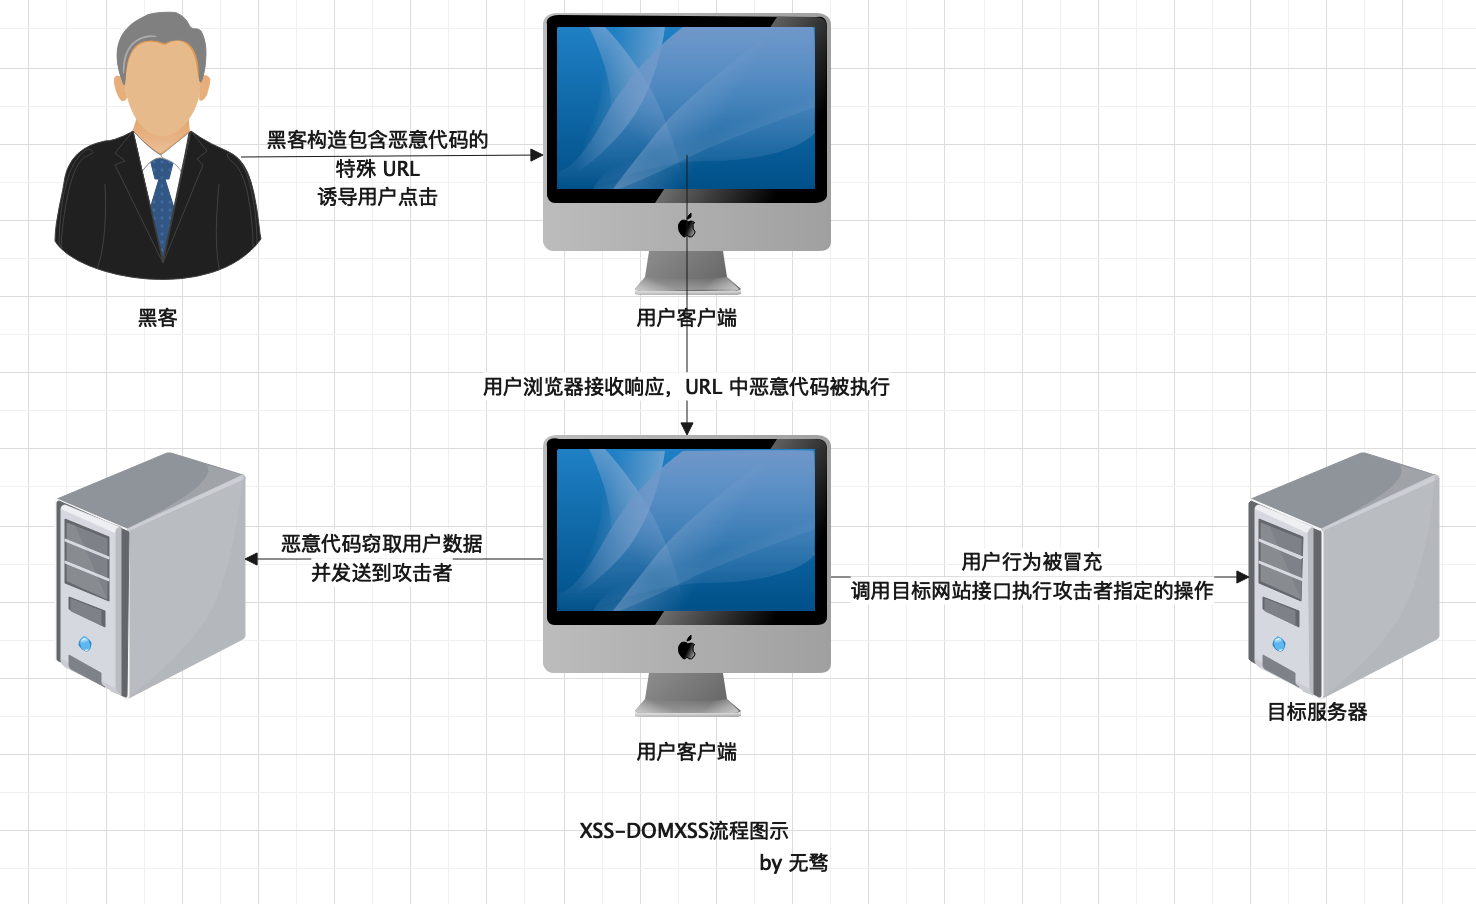 黑客构造包含恶意代码的
特殊 URL
诱导用户点击
黑客
用户客户端
用户浏览器接收响应，URL 中恶意代码被执行
恶意代码窃取用户数据
并发送到攻击者
用户行为被冒充
调用目标网站接口执行攻击者指定的操作
目标服务器
用户客户端
XSS-DOMXSS流程图示
by 无骛